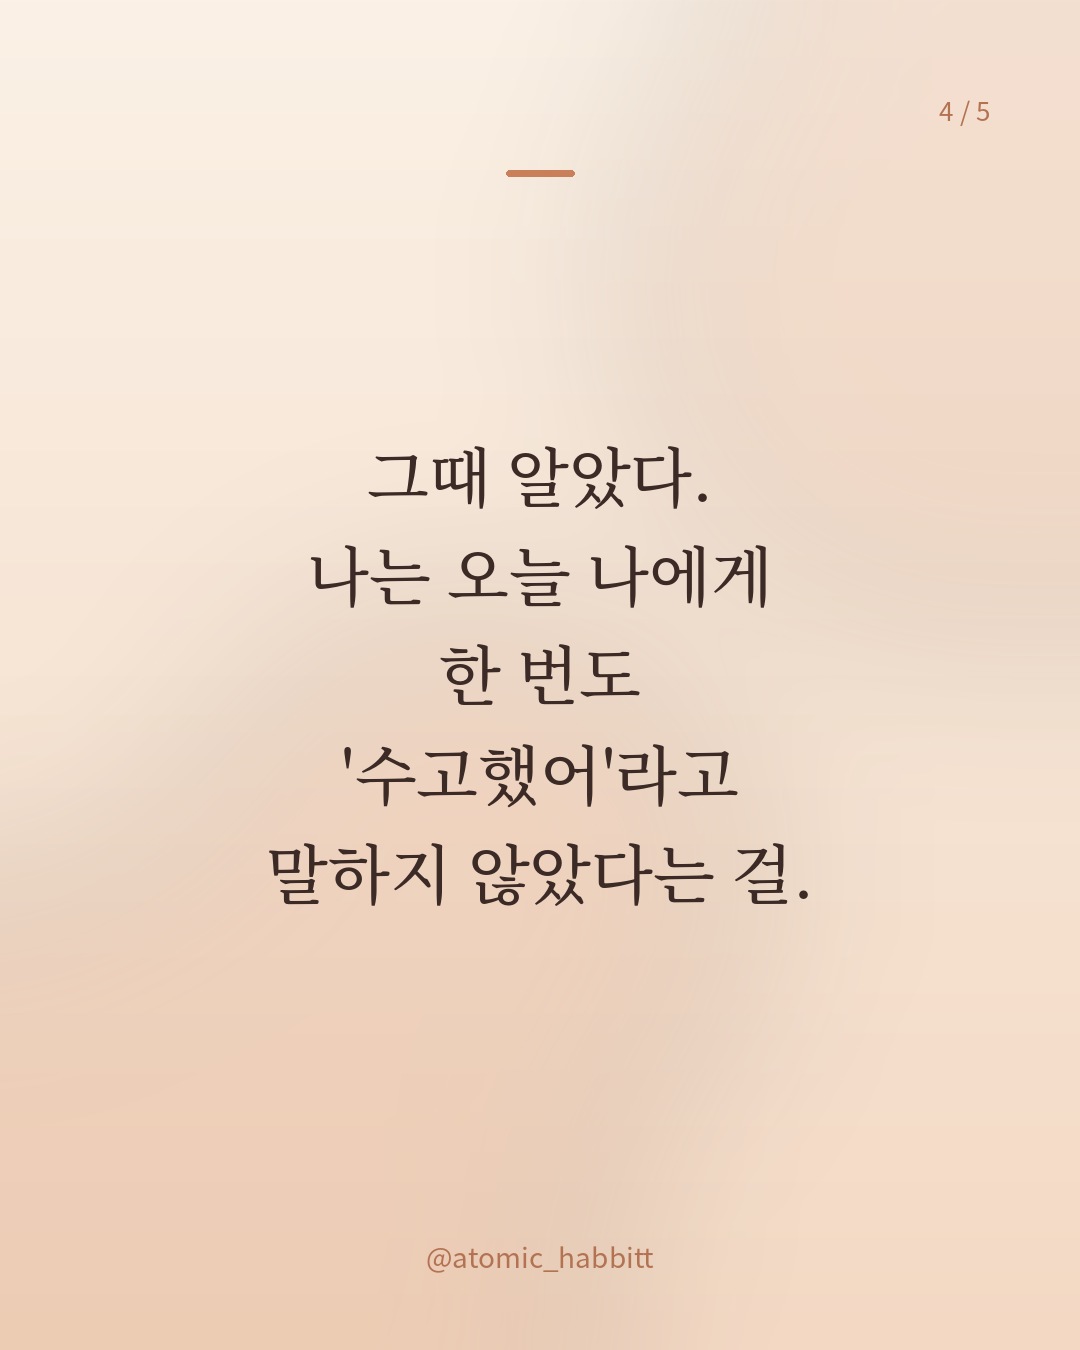 4 / 5
그때 알았다.
나는 오늘 나에게
한 번도
'수고했어'라고
말하지 않았다는 걸.
@atomic_habbitt